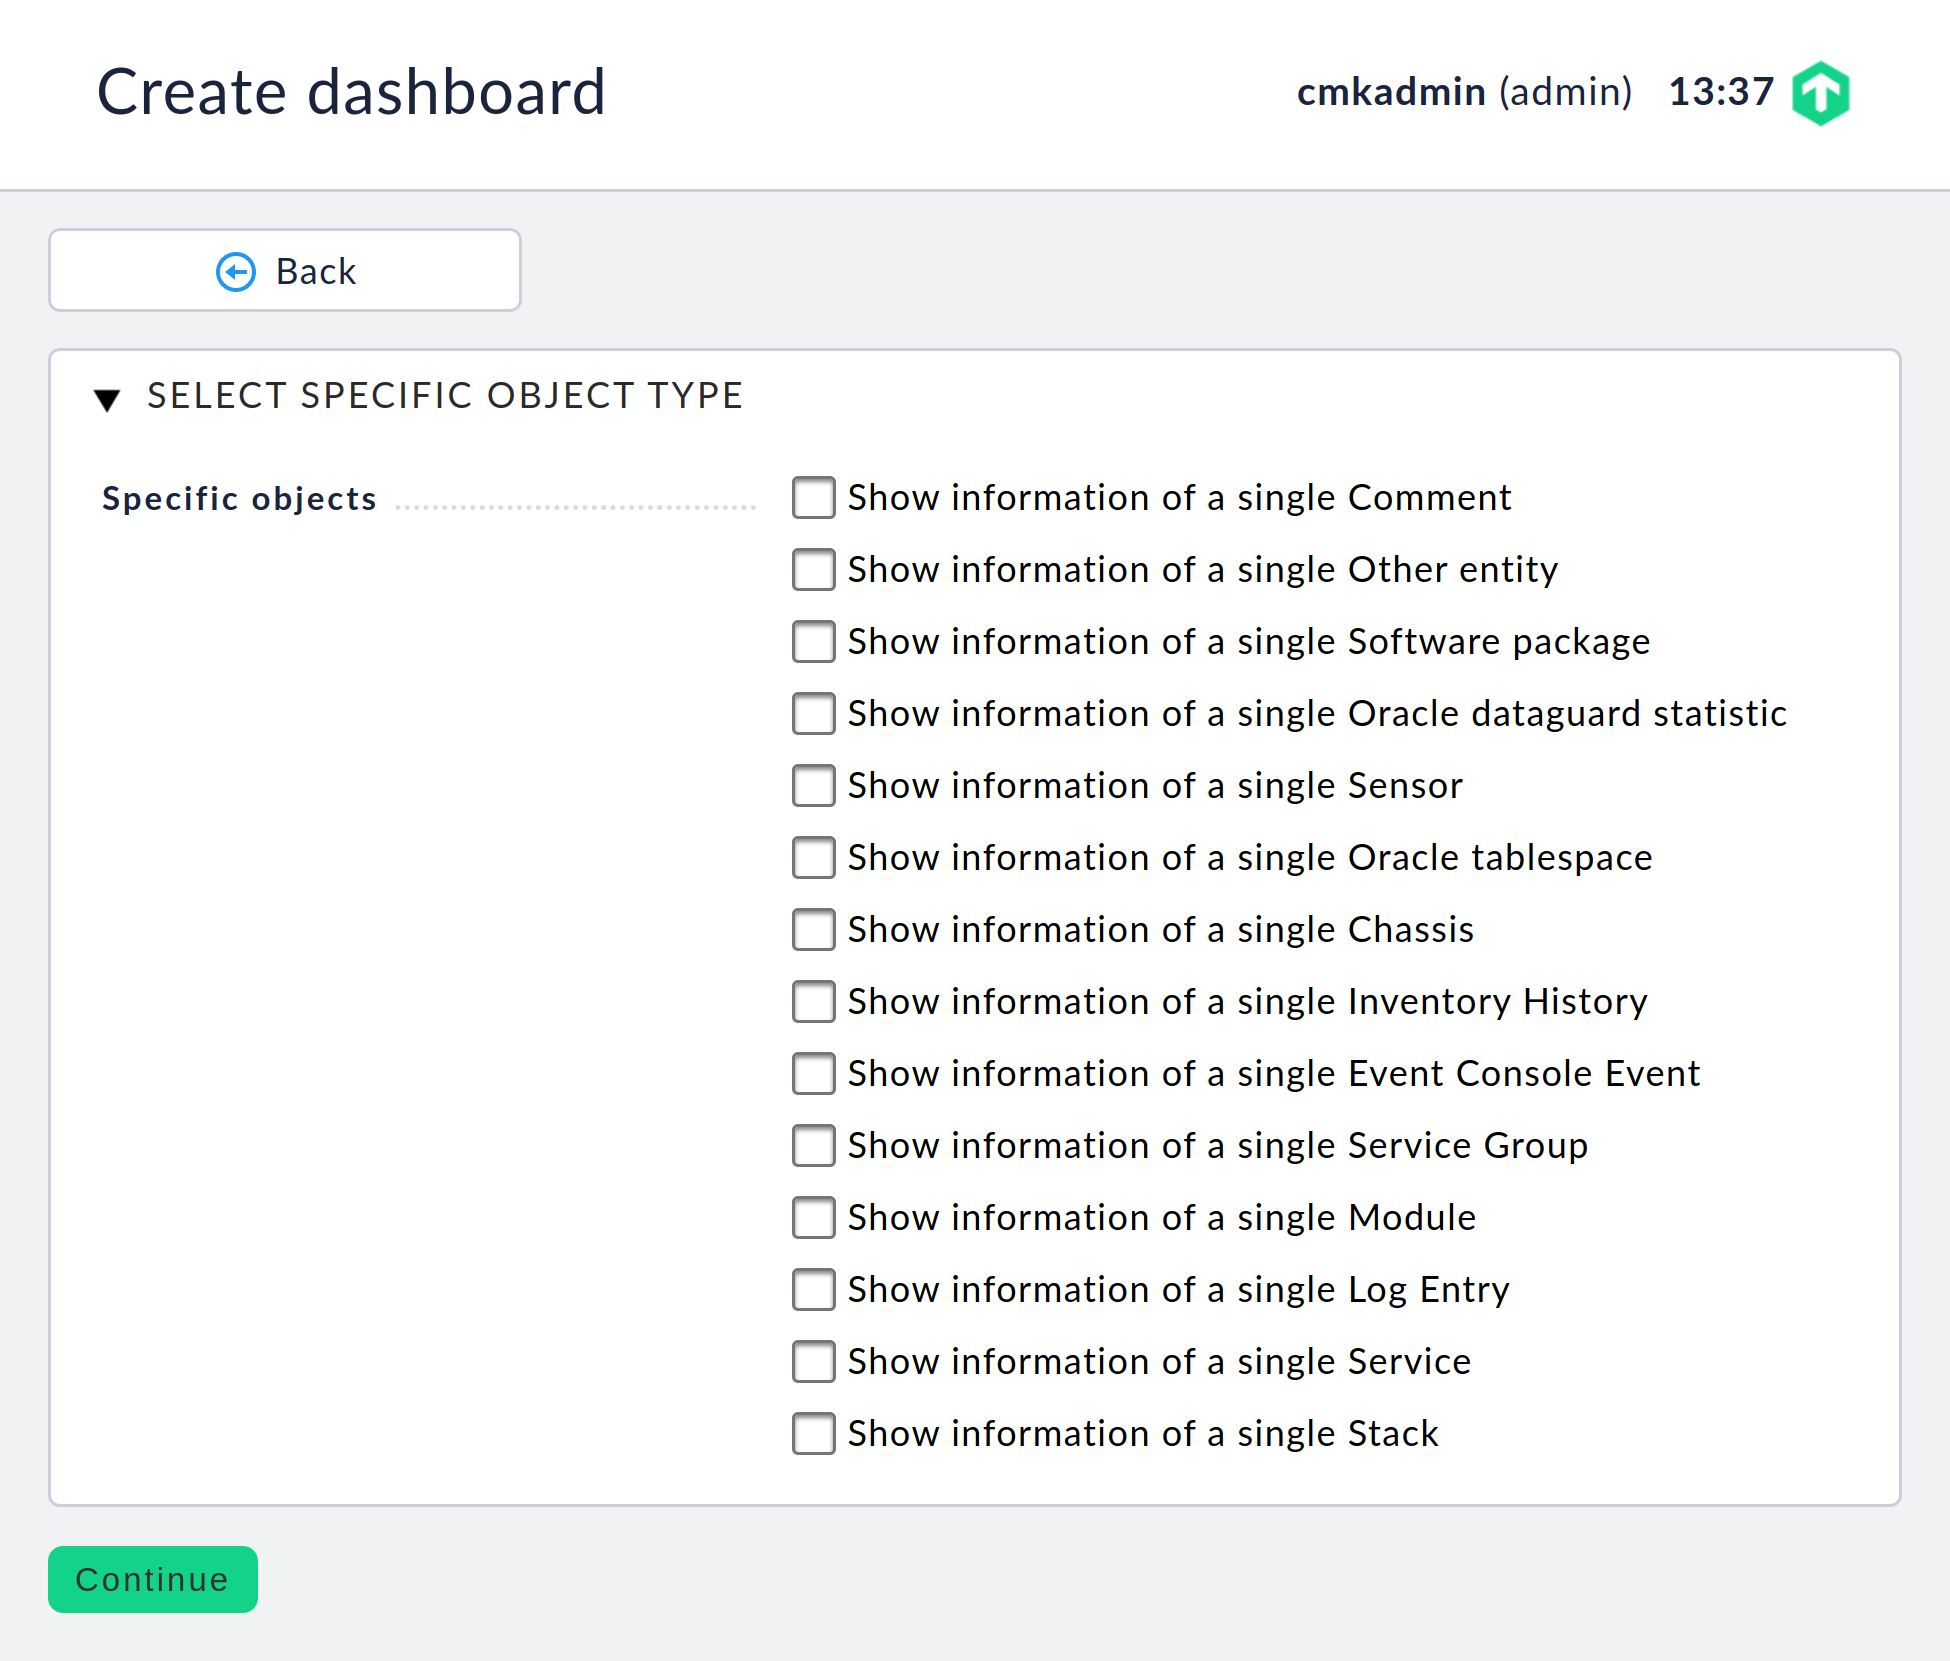 Create dashboard
cmkadmin (admin) 13:37
Back
SELECT SPECIFIC OBJECT TYPE
Specific objects
Show information of a single Comment
Show information of a single Other entity
Show information of a single Software package
Show information of a single Oracle dataguard statistic
Show information of a single Sensor
Show information of a single Oracle tablespace
Show information of a single Chassis
Show information of a single Inventory History
Show information of a single Event Console Event
Show information of a single Service Group
Show information of a single Module
Show information of a single Log Entry
Show information of a single Service
Show information of a single Stack
Continue